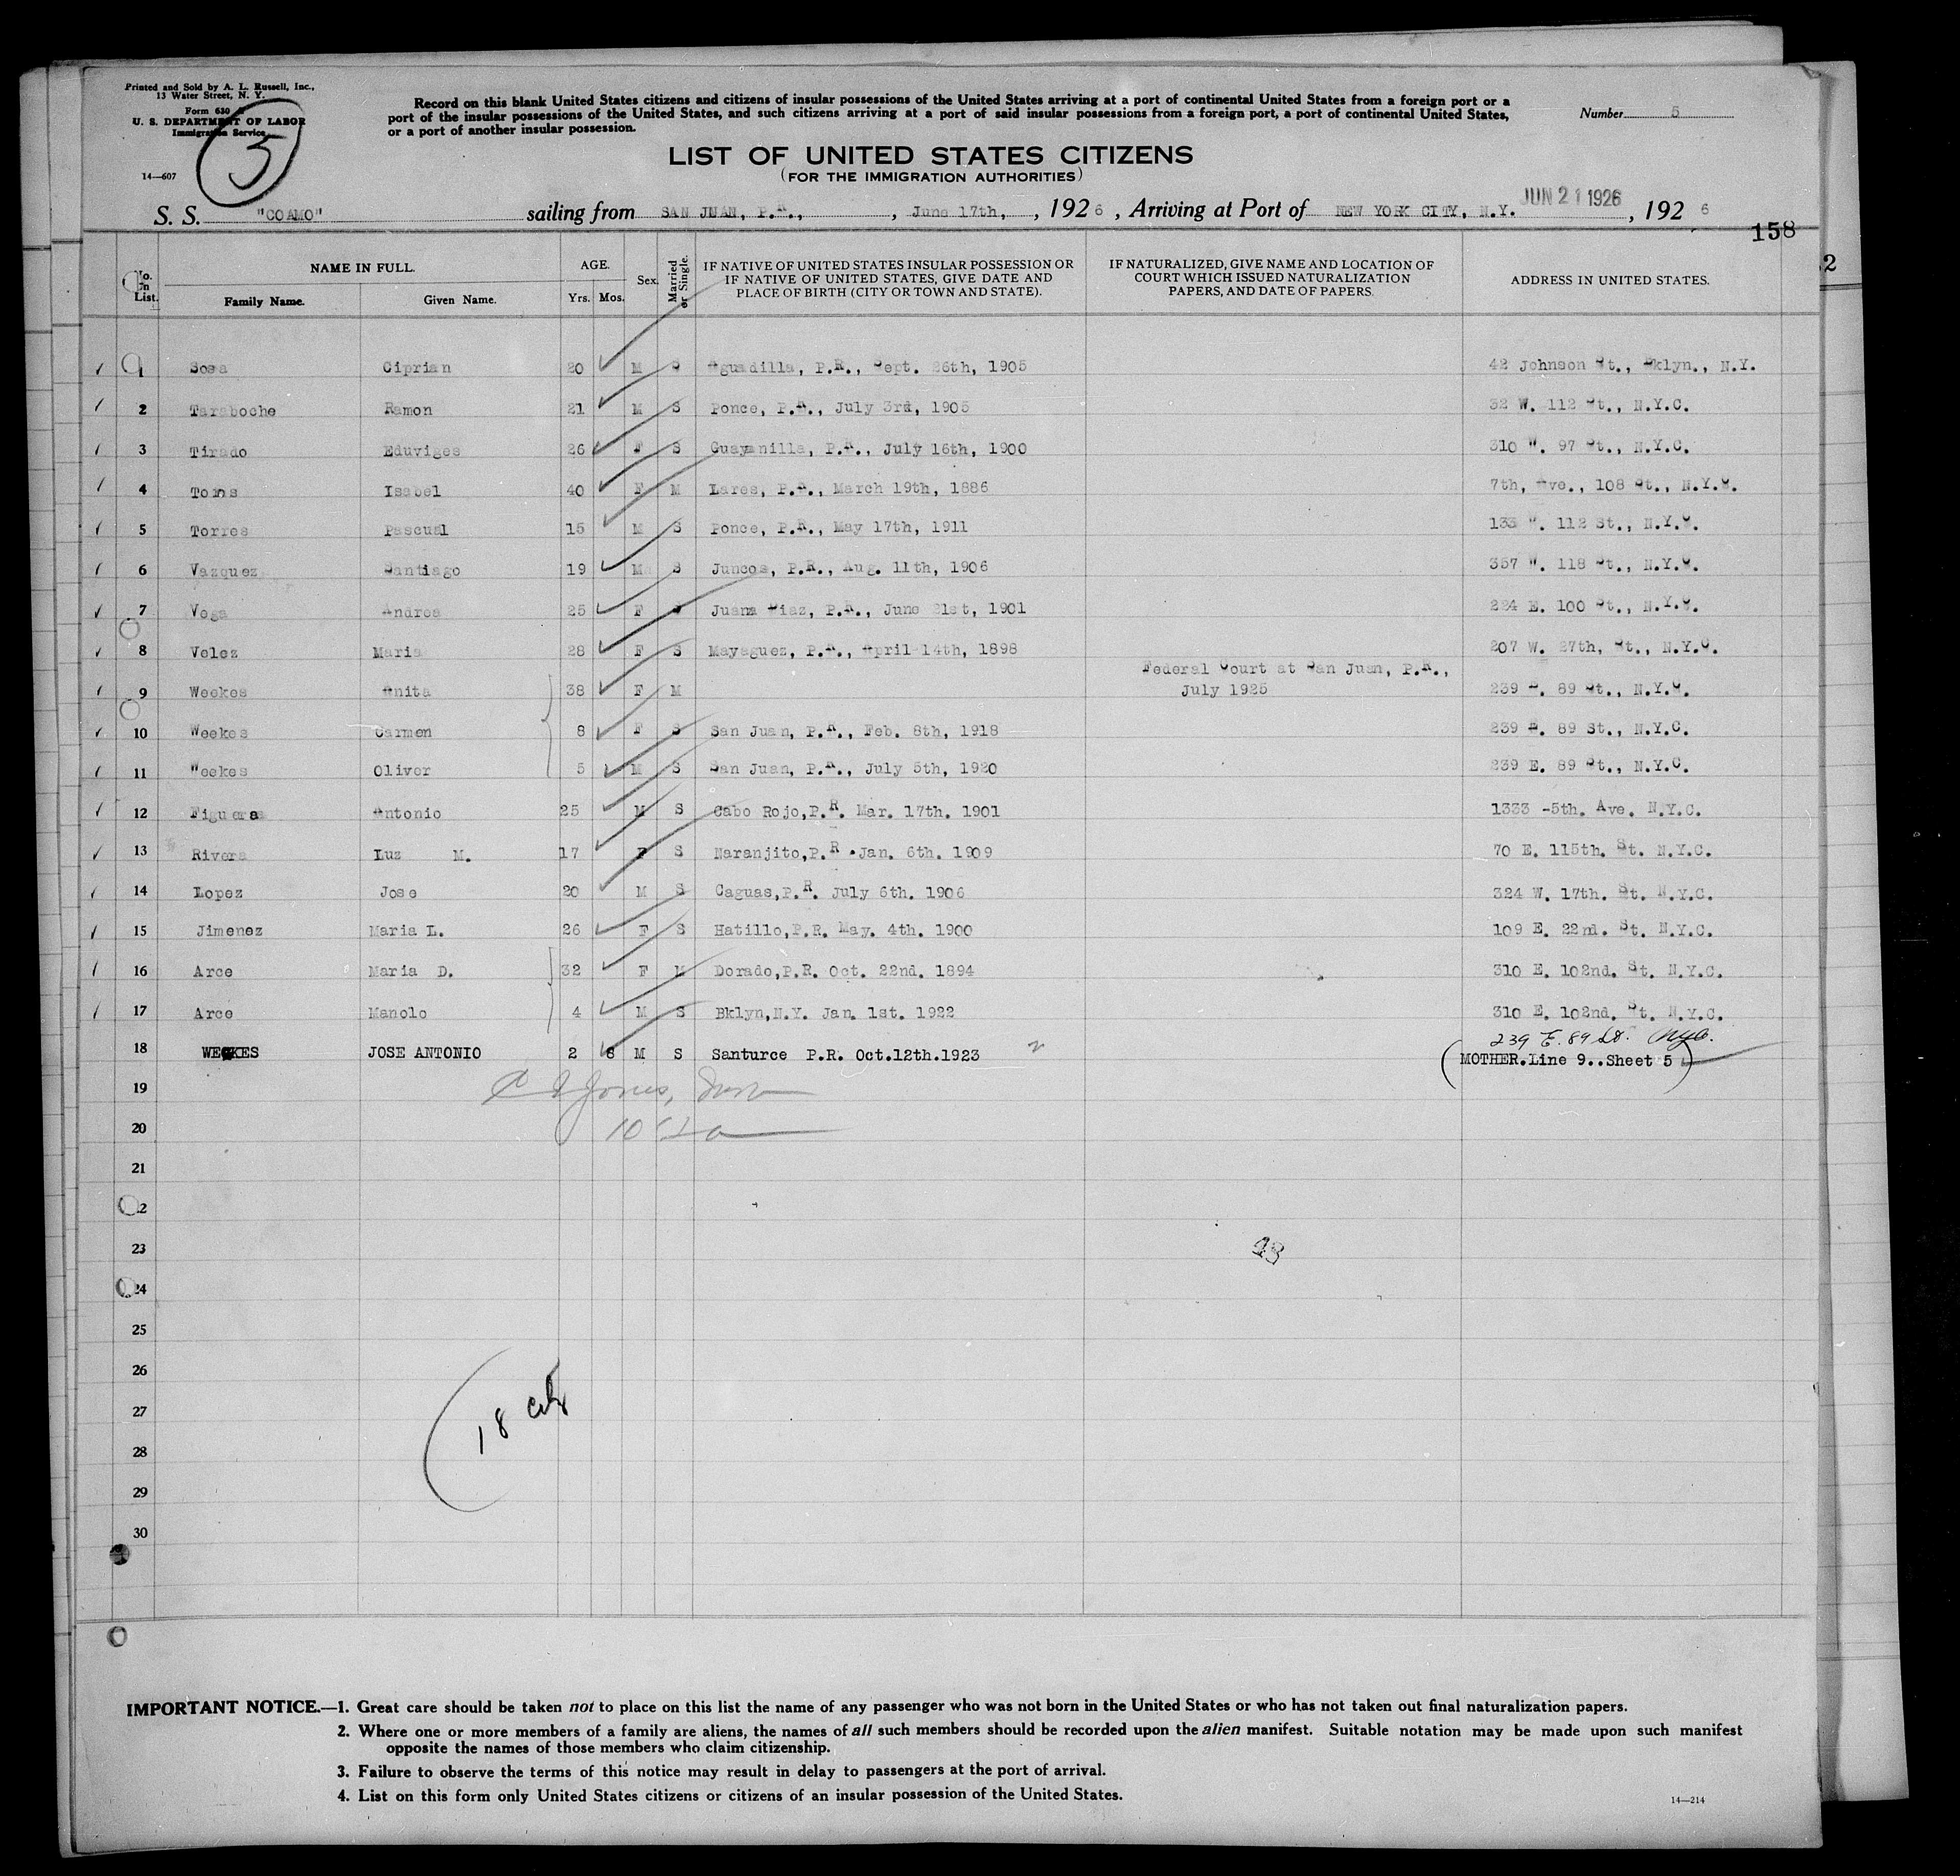 Printed and Sold by A. L. Russell, Inc.,
13 Water Street, N. Y.
Form 630
U. S. DEPARTMENT OF LABOR
Immigration Service
5
14—607
Record on this blank United States citizens and citizens of insular possessions of the United States arriving at a port of continental United States from a foreign port or a
port of the insular possessions of the United States, and such citizens arriving at a port of said insular possessions from a foreign port, a port of continental United States,
or a port of another insular possession.
Number 5
LIST OF UNITED STATES CITIZENS
(FOR THE IMMIGRATION AUTHORITIES)
S. S. "COAMO" sailing from SAN JUAN, P.R., , June 17th, , 1926 , Arriving at Port of NEW YORK CITY, N.Y. JUN 21 1926 , 1926
158
2
No. in List. NAME IN FULL. Family Name. Given Name. AGE. Yrs. Mos. Sex. Married or Single. IF NATIVE OF UNITED STATES INSULAR POSSESSION OR IF NATIVE OF UNITED STATES, GIVE DATE AND PLACE OF BIRTH (CITY OR TOWN AND STATE). IF NATURALIZED, GIVE NAME AND LOCATION OF COURT WHICH ISSUED NATURALIZATION PAPERS, AND DATE OF PAPERS. ADDRESS IN UNITED STATES.
1 Sosa Ciprian 20 M S Aguadilla, P.R., Sept. 26th, 1905 42 Johnson St., Bklyn., N.Y.
2 Taraboche Ramon 21 M S Ponce, P.R., July 3rd, 1905 32 W. 112 St., N.Y.C.
3 Tirado Eduviges 26 F S Guayanilla, P.R., July 16th, 1900 310 W. 97 St., N.Y.C.
4 Toms Isabel 40 F M Lares, P.R., March 19th, 1886 7th, Ave., 108 St., N.Y.C.
5 Torres Pascual 15 M S Ponce, P.R., May 17th, 1911 133 W. 112 St., N.Y.C.
6 Vazquez Santiago 19 M S Juncos, P.R., Aug. 11th, 1906 357 W. 118 St., N.Y.C.
7 Vega Andrea 25 F S Juana Diaz, P.R., June 21st, 1901 224 E. 100 St., N.Y.C.
8 Velez Maria 28 F S Mayaguez, P.R., April 14th, 1898 207 W. 27th, St., N.Y.C.
9 Weekes Anita 38 F M Federal Court at San Juan, P.R., July 1925 239 E. 89 St., N.Y.C.
10 Weekes Carmen 8 F S San Juan, P.R., Feb. 8th, 1918 239 E. 89 St., N.Y.C.
11 Weekes Oliver 5 M S San Juan, P.R., July 5th, 1920 239 E. 89 St., N.Y.C.
12 Figueras Antonio 25 M S Cabo Rojo,P.R. Mar. 17th. 1901 1333 -5th. Ave. N.Y.C.
13 Rivera Luz M. 17 F S Naranjito,P.R.Jan. 6th. 1909 70 E. 115th. St. N.Y.C.
14 Lopez Jose 20 M S Caguas,P.R. July 6th. 1906 324 W. 17th. St. N.Y.C.
15 Jimenez Maria L. 26 F S Hatillo,P.R. May. 4th. 1900 109 E. 22nd. St. N.Y.C.
16 Arce Maria D. 32 F M Dorado,P.R. Oct. 22nd. 1894 310 E. 102nd. St. N.Y.C.
17 Arce Manolo 4 M S Bklyn,N.Y. Jan. 1st. 1922 310 E. 102nd. St. N.Y.C.
18 WEEKES JOSE ANTONIO 2 8 M S Santurce P.R. Oct.12th.1923 239 E. 89 St. NYC.
(MOTHER.Line 9..Sheet 5)
19
20
21
22
23
24
25
26
27
28
29
30
IMPORTANT NOTICE.—1. Great care should be taken not to place on this list the name of any passenger who was not born in the United States or who has not taken out final naturalization papers.
2. Where one or more members of a family are aliens, the names of all such members should be recorded upon the alien manifest. Suitable notation may be made upon such manifest
opposite the names of those members who claim citizenship.
3. Failure to observe the terms of this notice may result in delay to passengers at the port of arrival.
4. List on this form only United States citizens or citizens of an insular possession of the United States.
14—214